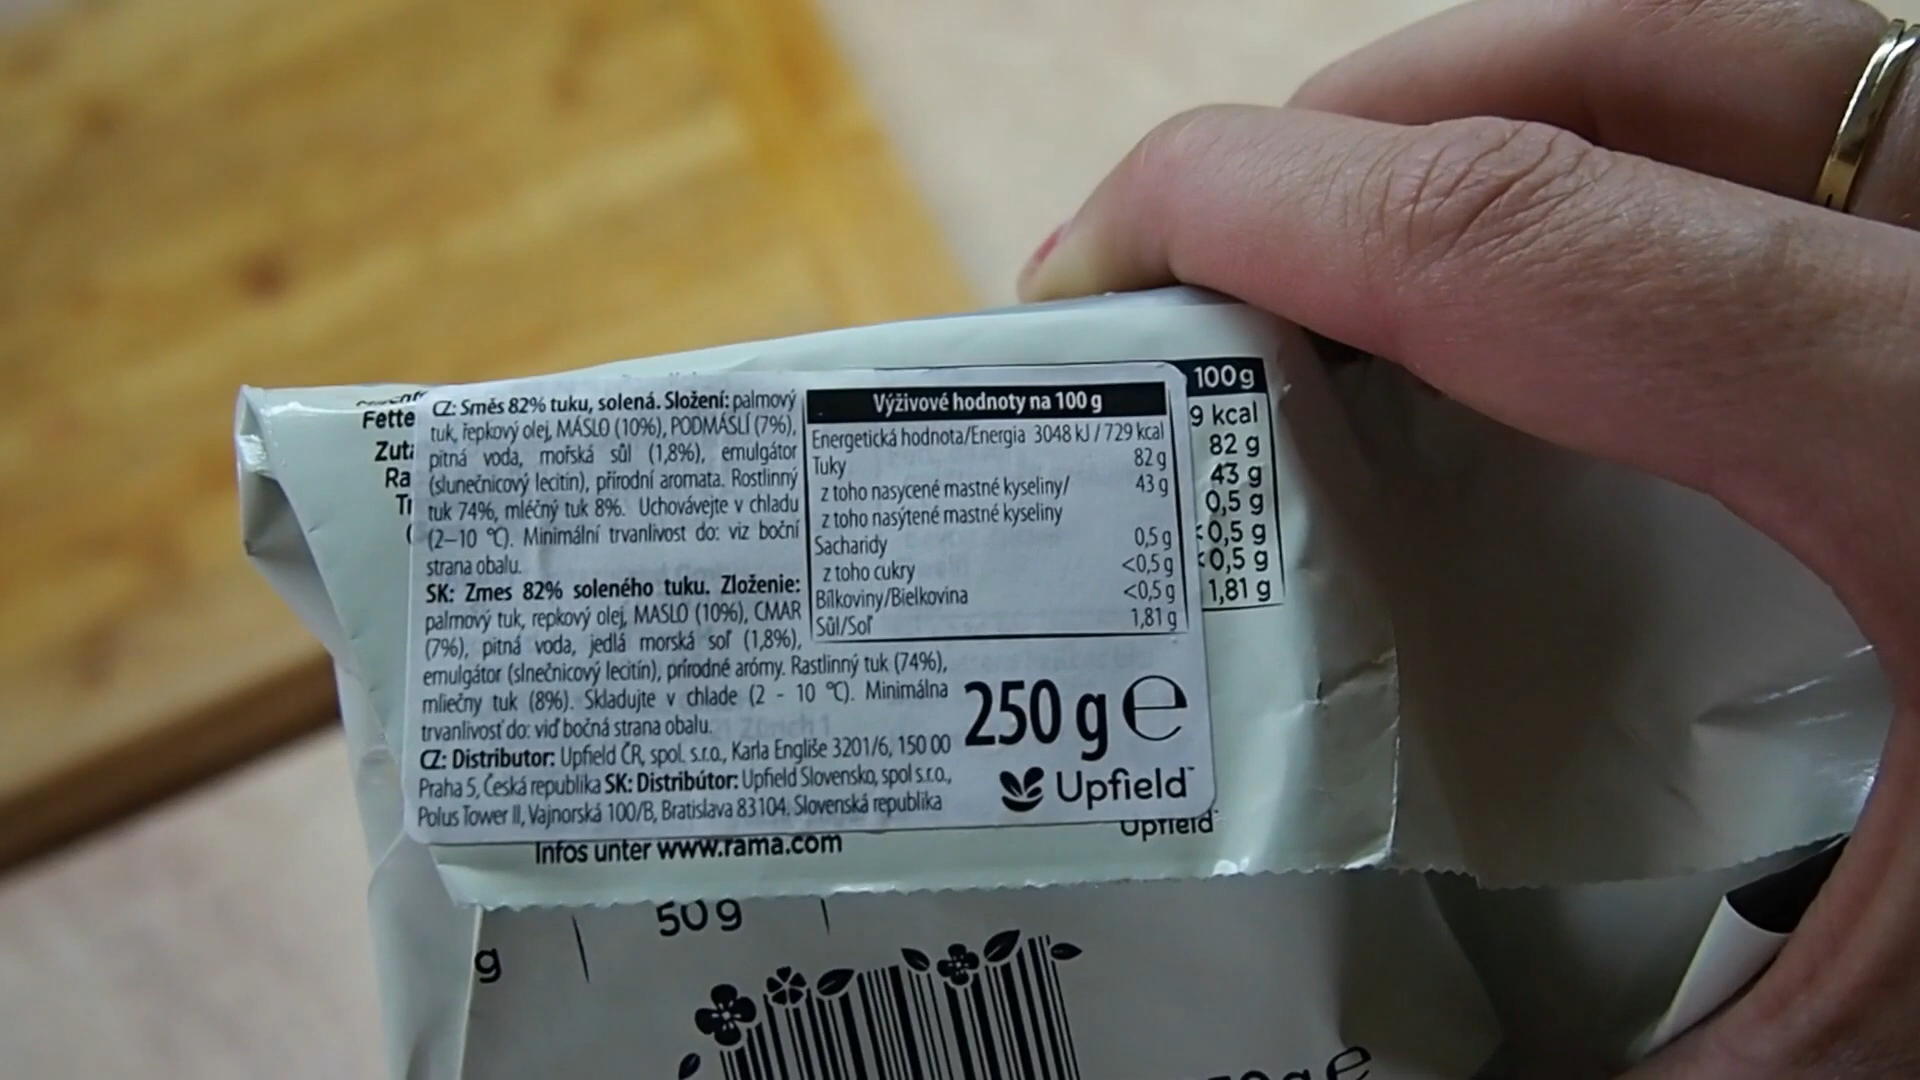 Fette
Zuta
Ra
CZ: Směs 82% tuku, solená. Složení: palmový
tuk, řepkový olej, MÁSLO (10%), PODMÁSLÍ (7%),
pitná voda, mořská sůl (1,8%), emulgátor
(slunečnicový lecitin), přírodní aromata. Rostlinný
tuk 74%, mléčný tuk 8%. Uchovávejte v chladu
(2–10 °C). Minimální trvanlivost do: viz boční
strana obalu.
SK: Zmes 82% soleného tuku. Zloženie:
palmový tuk, repkový olej, MASLO (10%), CMAR
(7%), pitná voda, jedlá morská soľ (1,8%),
emulgátor (slnečnicový lecitín), prírodné arómy. Rastlinný tuk (74%),
mliečny tuk (8%). Skladujte v chlade (2 - 10 °C). Minimálna
trvanlivosť do: viď bočná strana obalu.
CZ: Distributor: Upfield ČR, spol. s.r.o., Karla Engliše 3201/6, 150 00
Praha 5, Česká republika SK: Distribútor: Upfield Slovensko, spol s.r.o.,
Polus Tower II, Vajnorská 100/B, Bratislava 83104, Slovenská republika
Výživové hodnoty na 100 g
Energetická hodnota/Energia 3048 kJ / 729 kcal
Tuky 82 g
z toho nasycené mastné kyseliny/ 43 g
z toho nasýtené mastné kyseliny
Sacharidy 0,5 g
z toho cukry <0,5 g
Bílkoviny/Bielkovina <0,5 g
Sůl/Soľ 1,81 g
250 g e
Upfield™
100 g
9 kcal
82 g
43 g
0,5 g
<0,5 g
<0,5 g
1,81 g
Upfield
Infos unter www.rama.com
50 g
g